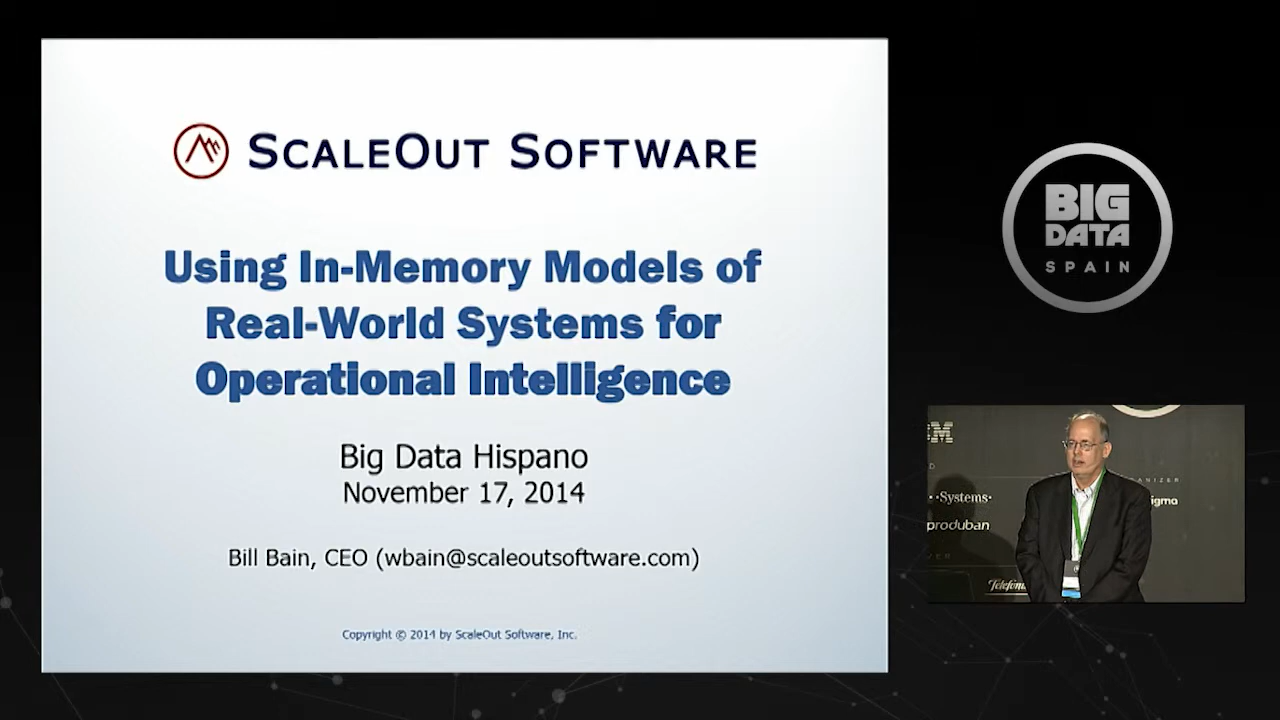 SCALEOUT SOFTWARE
Using In-Memory Models of
Real-World Systems for
Operational Intelligence
Big Data Hispano
November 17, 2014
Bill Bain, CEO (wbain@scaleoutsoftware.com)
Copyright © 2014 by ScaleOut Software, Inc.
BIG
DATA
SPAIN
·Systems·
produban